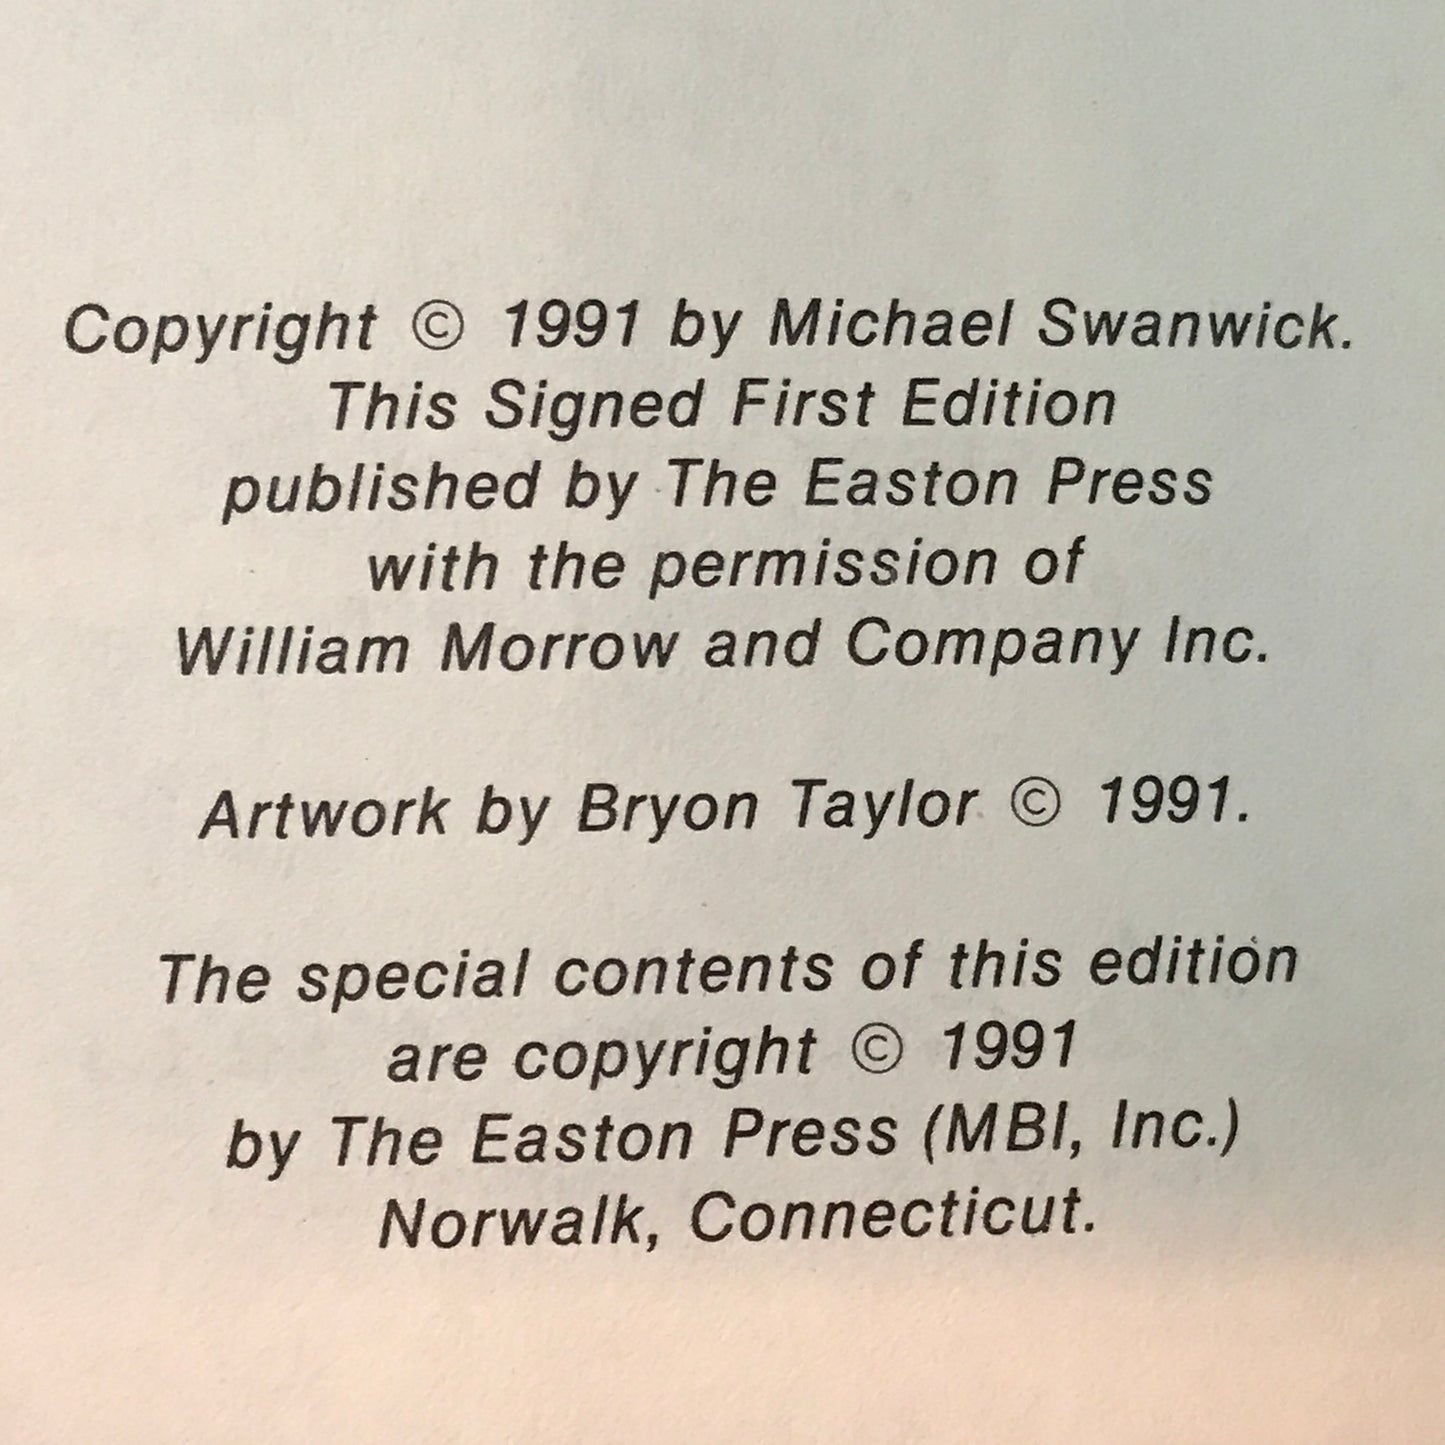 Copyright © 1991 by Michael Swanwick.
This Signed First Edition
published by The Easton Press
with the permission of
William Morrow and Company Inc.
Artwork by Bryon Taylor © 1991.
The special contents of this edition
are copyright © 1991
by The Easton Press (MBI, Inc.)
Norwalk, Connecticut.